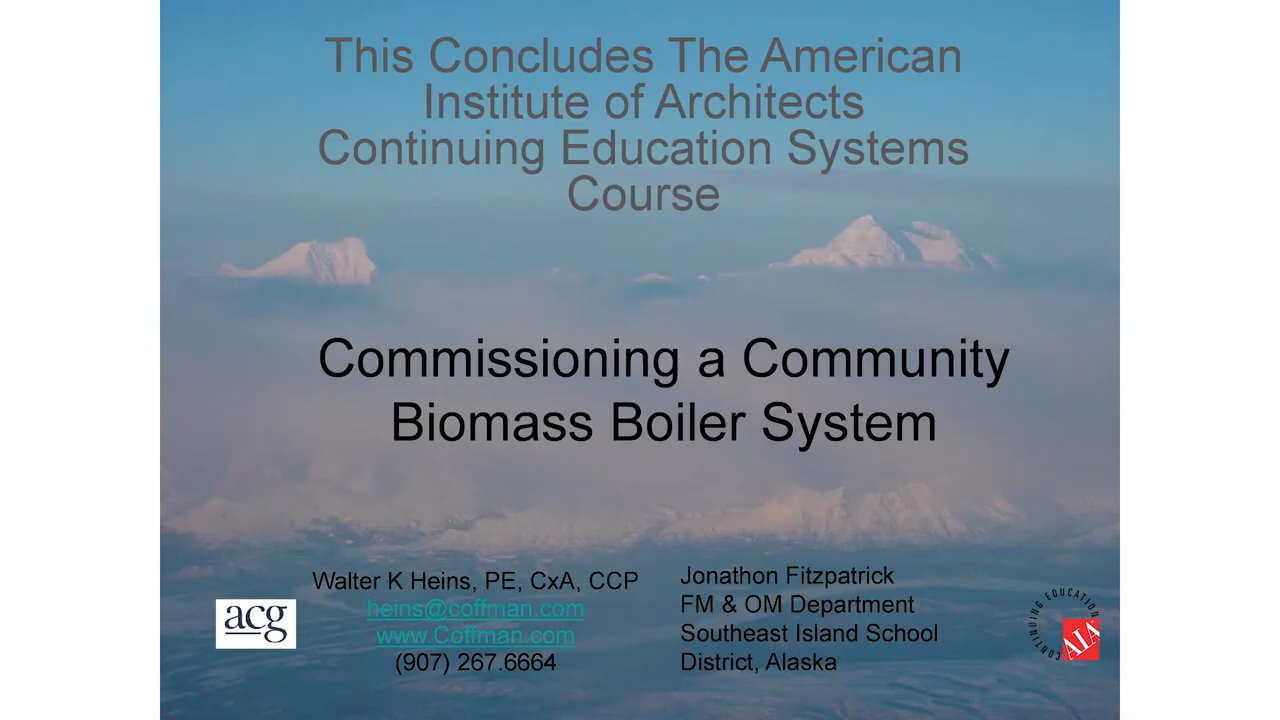 This Concludes The American
Institute of Architects
Continuing Education Systems
Course
Commissioning a Community
Biomass Boiler System
Walter K Heins, PE, CxA, CCP
heins@coffman.com
www.Coffman.com
(907) 267.6664
Jonathon Fitzpatrick
FM & OM Department
Southeast Island School
District, Alaska
acg
CONTINUING EDUCATION
AIA